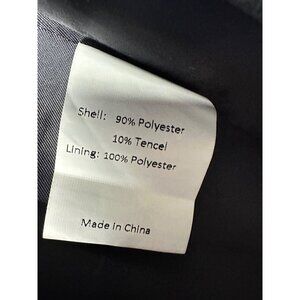 Shell: 90% Polyester
10% Tencel
Lining: 100% Polyester
Made in China